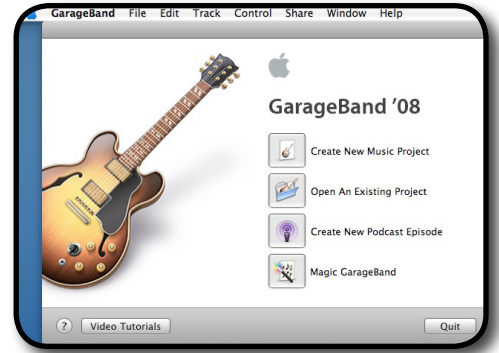 GarageBand File Edit Track Control Share Window Help
GarageBand ’08
Create New Music Project
Open An Existing Project
Create New Podcast Episode
Magic GarageBand
? Video Tutorials Quit